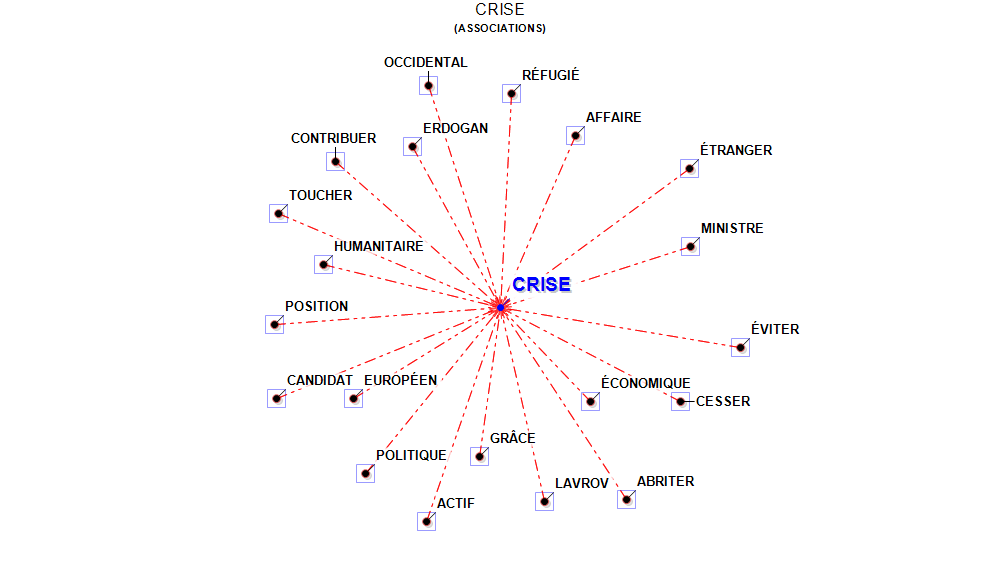 CRISE
(ASSOCIATIONS)
OCCIDENTAL
RÉFUGIÉ
AFFAIRE
ERDOGAN
CONTRIBUER
ÉTRANGER
TOUCHER
MINISTRE
HUMANITAIRE
CRISE
POSITION
ÉVITER
CANDIDAT
EUROPÉEN
ÉCONOMIQUE
CESSER
GRÂCE
POLITIQUE
LAVROV
ABRITER
ACTIF